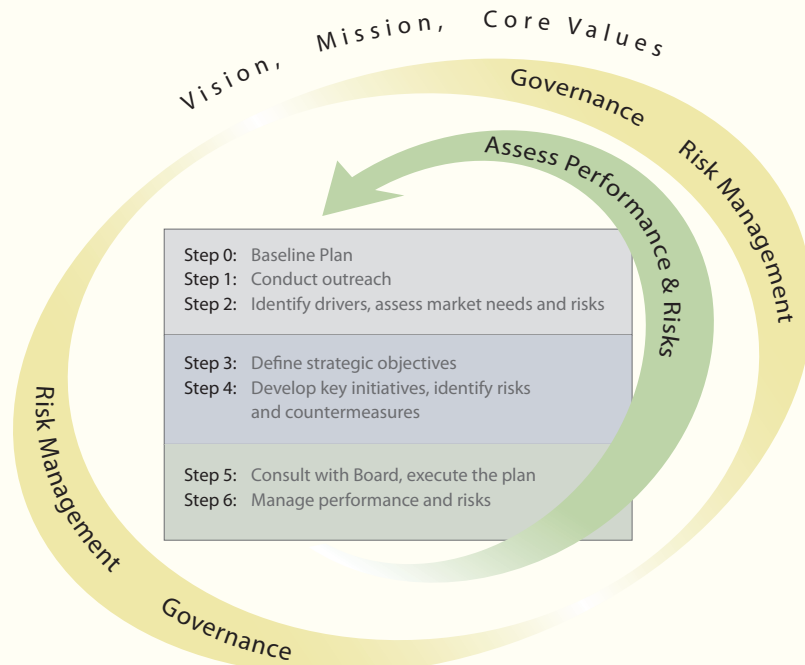 Vision, Mission, Core Values
Governance
Risk Management
Assess Performance & Risks
Step 0: Baseline Plan
Step 1: Conduct outreach
Step 2: Identify drivers, assess market needs and risks
Step 3: Define strategic objectives
Step 4: Develop key initiatives, identify risks
and countermeasures
Step 5: Consult with Board, execute the plan
Step 6: Manage performance and risks
Risk Management
Governance